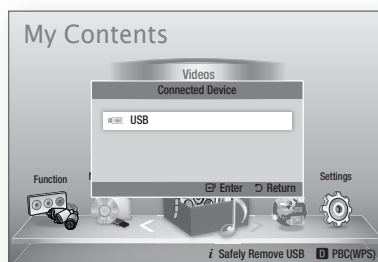 My Contents
Videos
Connected Device
USB
Enter Return
Function
Settings
i Safely Remove USB D PBC(WPS)